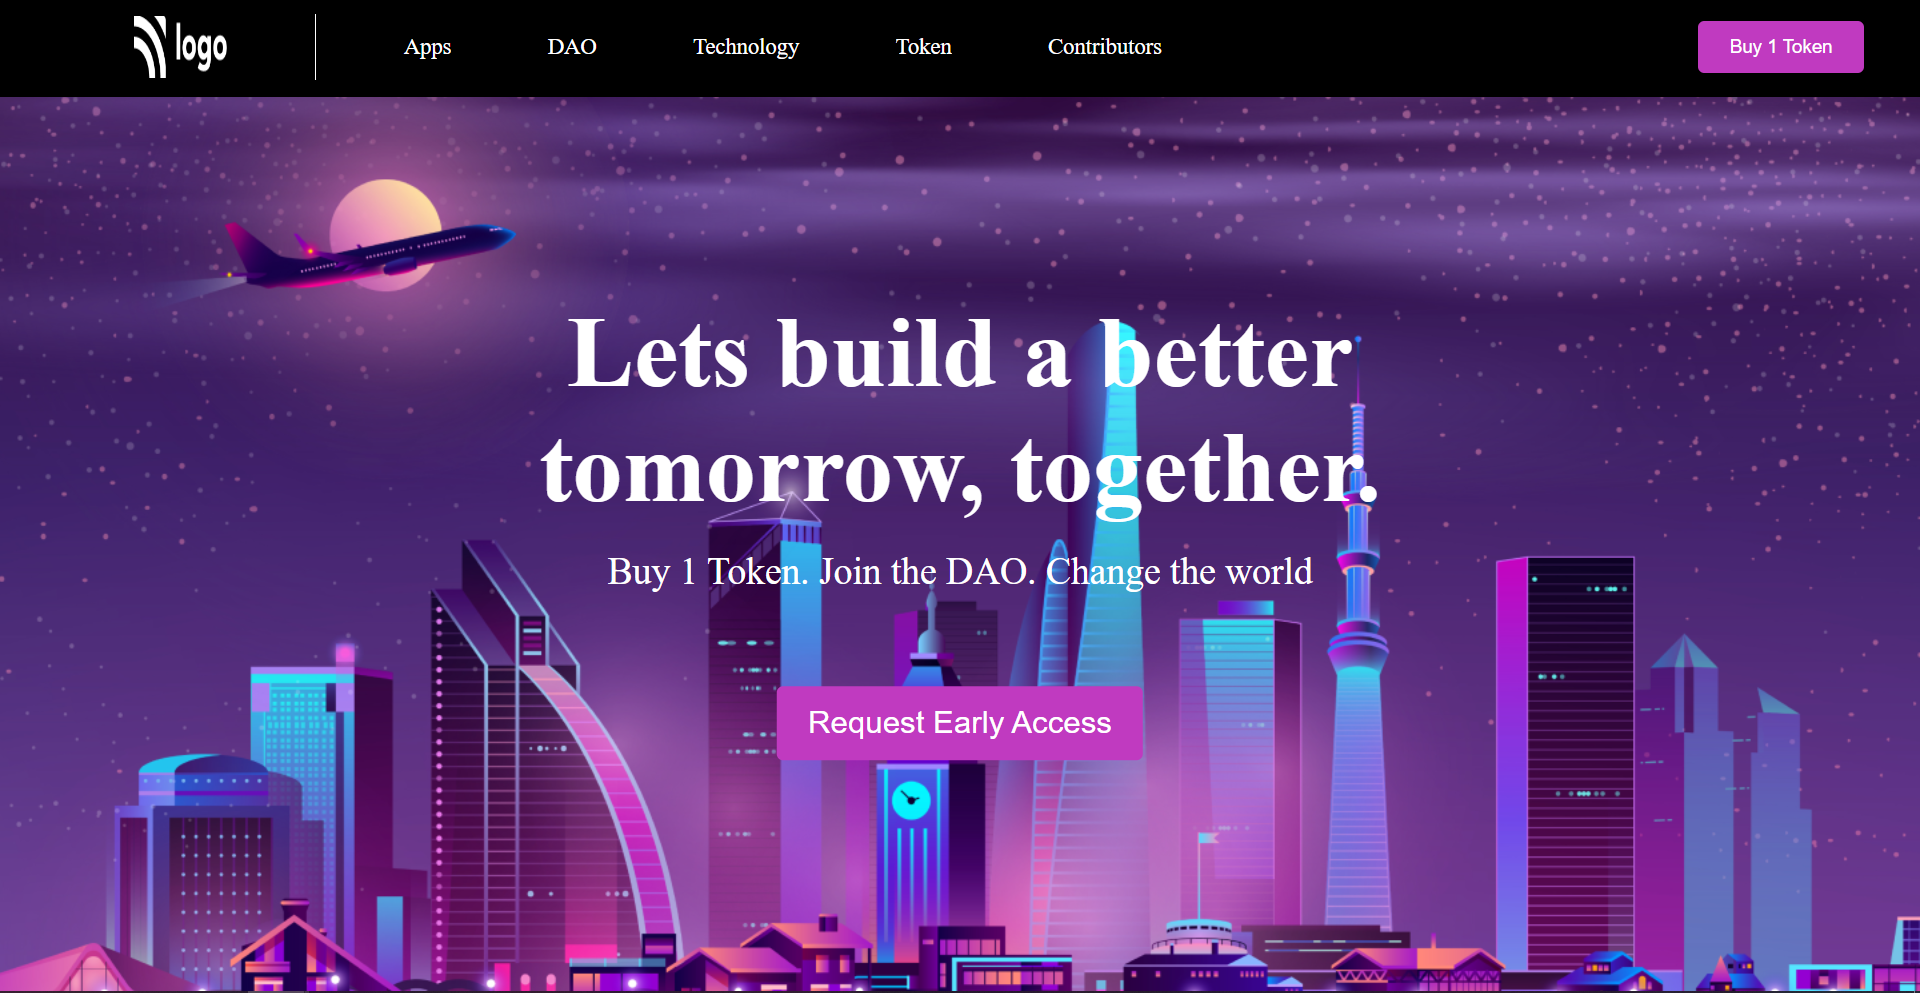 logo
Apps
DAO
Technology
Token
Contributors
Buy 1 Token
Lets build a better
tomorrow, together.
Buy 1 Token. Join the DAO. Change the world
Request Early Access